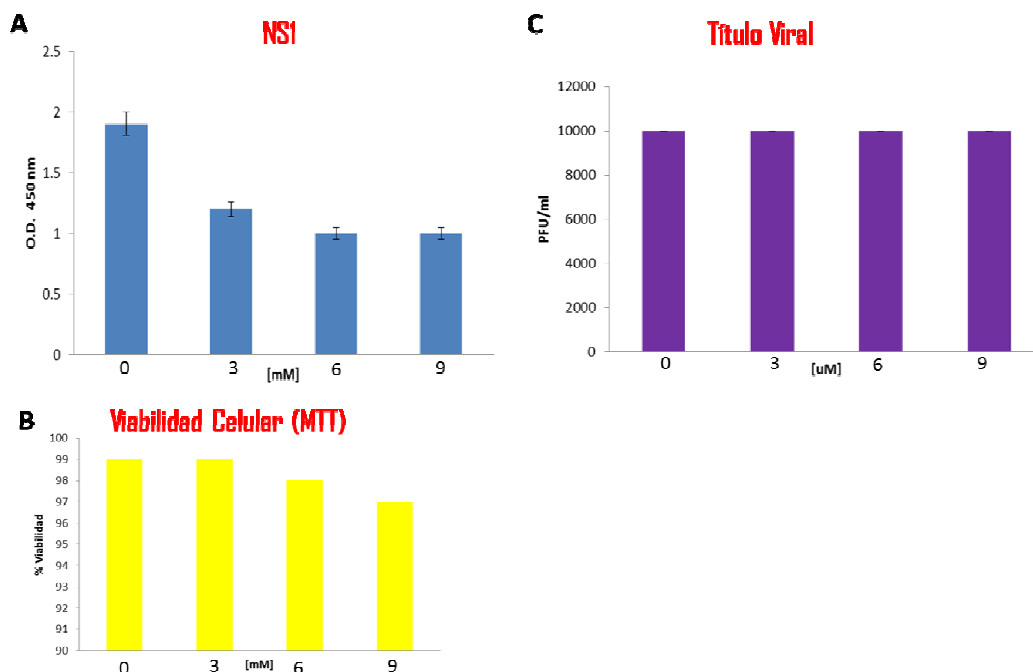 A
NS1
2.5
2
1.5
1
0.5
0
O.D. 450 nm
0 3 [mM] 6 9
B
Viabilidad Celular (MTT)
100
99
98
97
96
95
94
93
92
91
90
% Viabilidad
0 3 [mM] 6 9
C
Título Viral
12000
10000
8000
6000
4000
2000
0
PFU/ml
0 3 [uM] 6 9